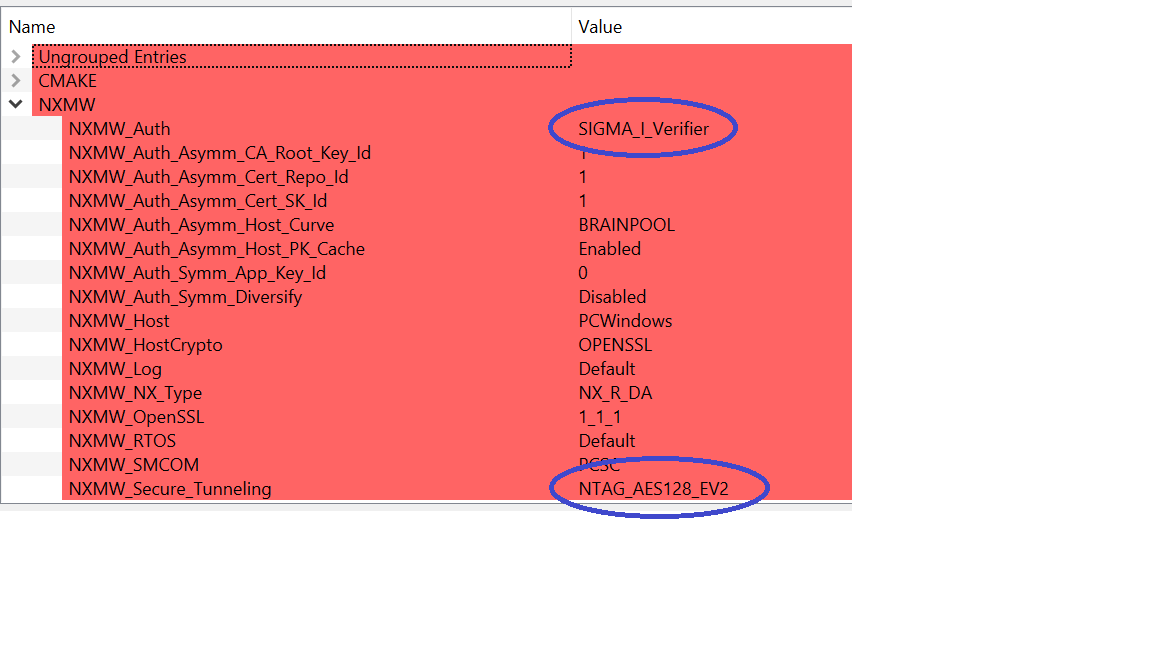 Name Value
Ungrouped Entries
CMAKE
NXMW
NXMW_Auth SIGMA_I_Verifier
NXMW_Auth_Asymm_CA_Root_Key_Id 1
NXMW_Auth_Asymm_Cert_Repo_Id 1
NXMW_Auth_Asymm_Cert_SK_Id 1
NXMW_Auth_Asymm_Host_Curve BRAINPOOL
NXMW_Auth_Asymm_Host_PK_Cache Enabled
NXMW_Auth_Symm_App_Key_Id 0
NXMW_Auth_Symm_Diversify Disabled
NXMW_Host PCWindows
NXMW_HostCrypto OPENSSL
NXMW_Log Default
NXMW_NX_Type NX_R_DA
NXMW_OpenSSL 1_1_1
NXMW_RTOS Default
NXMW_SMCOM PCSC
NXMW_Secure_Tunneling NTAG_AES128_EV2